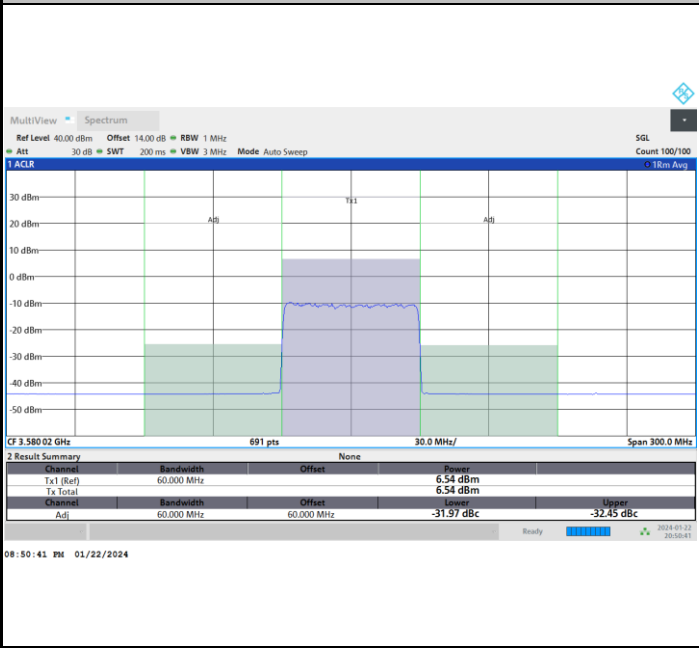 MultiView Spectrum
Ref Level 40.00 dBm Offset 14.00 dB RBW 1 MHz SGL
Att 30 dB SWT 200 ms VBW 3 MHz Mode Auto Sweep Count 100/100
1 ACLR 1Rm Avg
30 dBm
Tx1
20 dBm Adj Adj
10 dBm
0 dBm
-10 dBm
-20 dBm
-30 dBm
-40 dBm
-50 dBm
CF 3.580 02 GHz 691 pts 30.0 MHz/ Span 300.0 MHz
2 Result Summary None
Channel Bandwidth Offset Power
Tx1 (Ref) 60.000 MHz 6.54 dBm
Tx Total 6.54 dBm
Channel Bandwidth Offset Lower Upper
Adj 60.000 MHz 60.000 MHz -31.97 dBc -32.45 dBc
Ready 2024-01-22
20:50:41
08:50:41 PM 01/22/2024